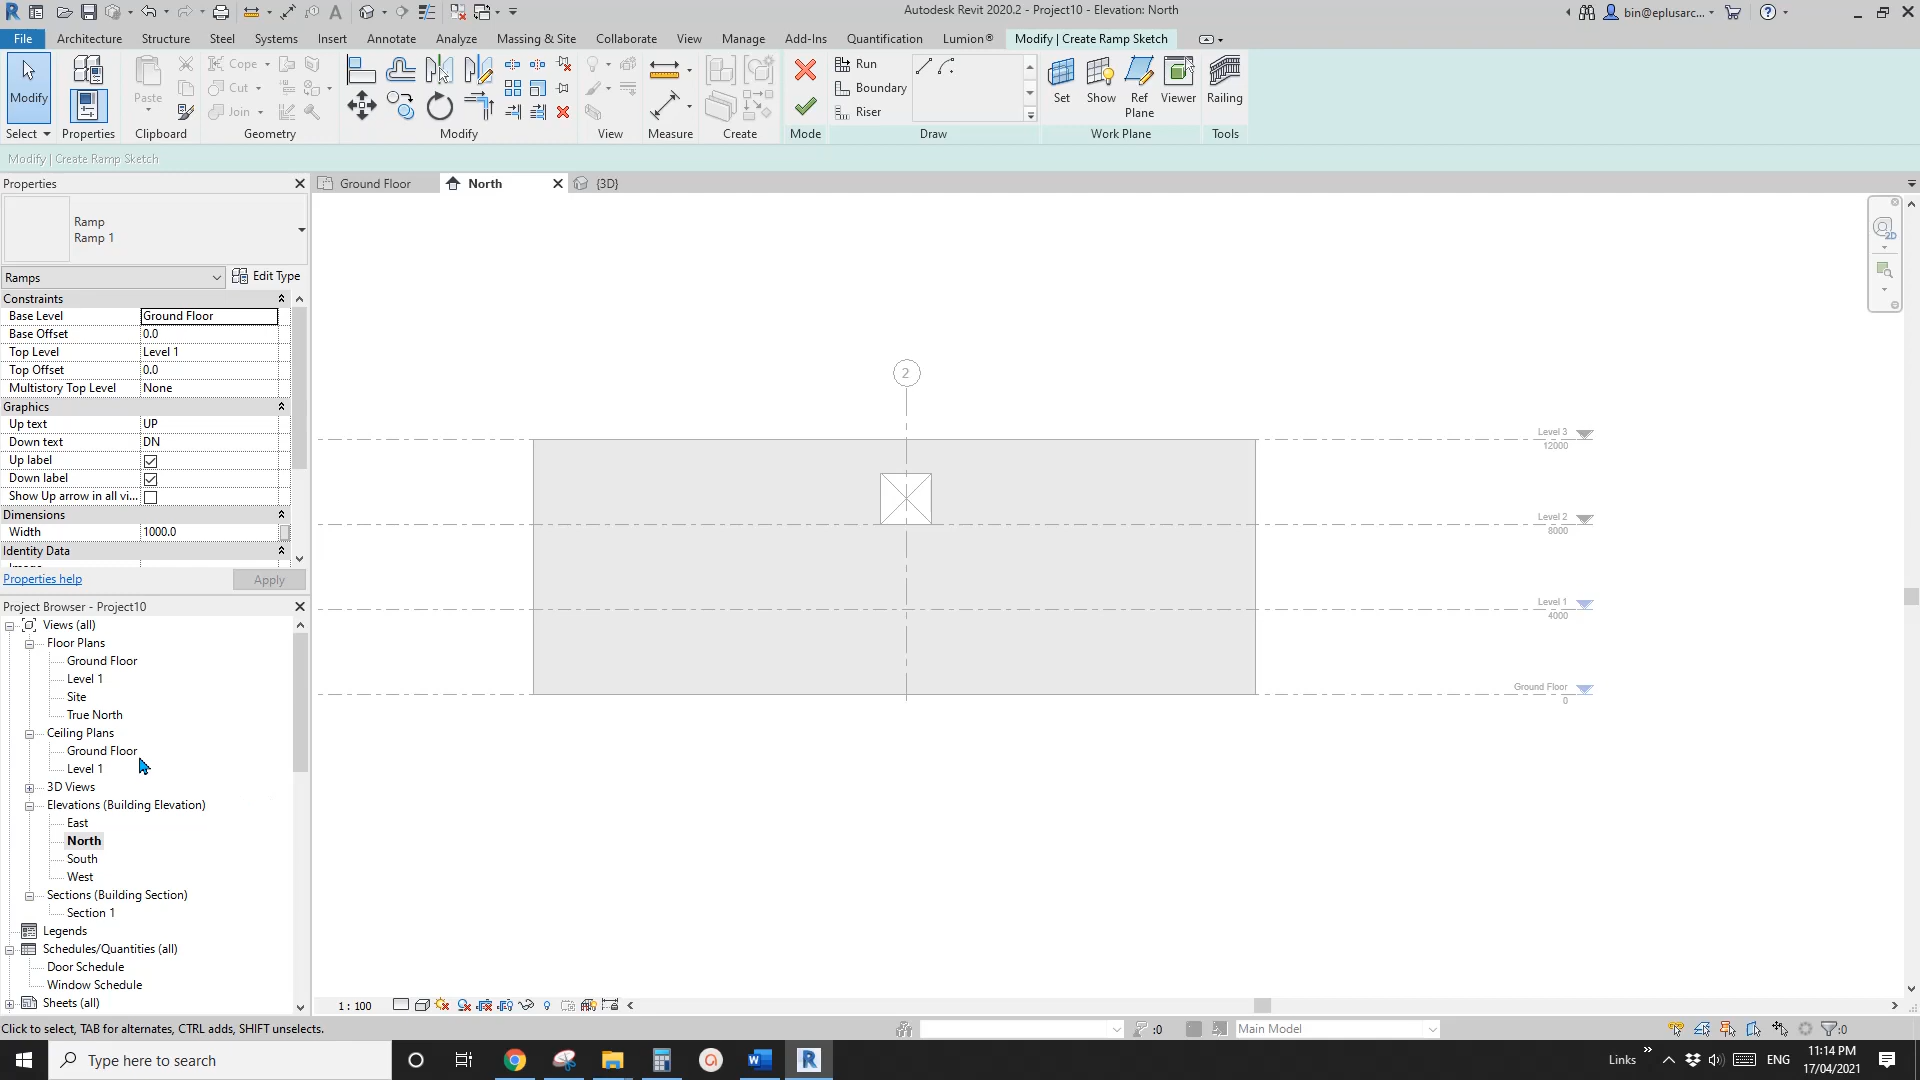 Autodesk Revit 2020.2 - Project10 - Elevation: North
bin@eplusarc...
File Architecture Structure Steel Systems Insert Annotate Analyze Massing & Site Collaborate View Manage Add-Ins Quantification Lumion® Modify | Create Ramp Sketch
Modify
Paste
Cope
Cut
Join
Run
Boundary
Riser
Set
Show
Ref
Plane
Viewer
Railing
Select Properties Clipboard Geometry Modify View Measure Create Mode Draw Work Plane Tools
Modify | Create Ramp Sketch
Properties
Ground Floor
North
{3D}
Ramp
Ramp 1
Ramps
Edit Type
Constraints
Base Level Ground Floor
Base Offset 0.0
Top Level Level 1
Top Offset 0.0
Multistory Top Level None
Graphics
Up text UP
Down text DN
Up label
Down label
Show Up arrow in all vi...
Dimensions
Width 1000.0
Identity Data
Properties help
Apply
Project Browser - Project10
Views (all)
Floor Plans
Ground Floor
Level 1
Site
True North
Ceiling Plans
Ground Floor
Level 1
3D Views
Elevations (Building Elevation)
East
North
South
West
Sections (Building Section)
Section 1
Legends
Schedules/Quantities (all)
Door Schedule
Window Schedule
Sheets (all)
2
Level 3
12000
Level 2
8000
Level 1
4000
Ground Floor
0
2D
1 : 100
Click to select, TAB for alternates, CTRL adds, SHIFT unselects.
:0
Main Model
:0
Type here to search
Links
ENG
11:14 PM
17/04/2021